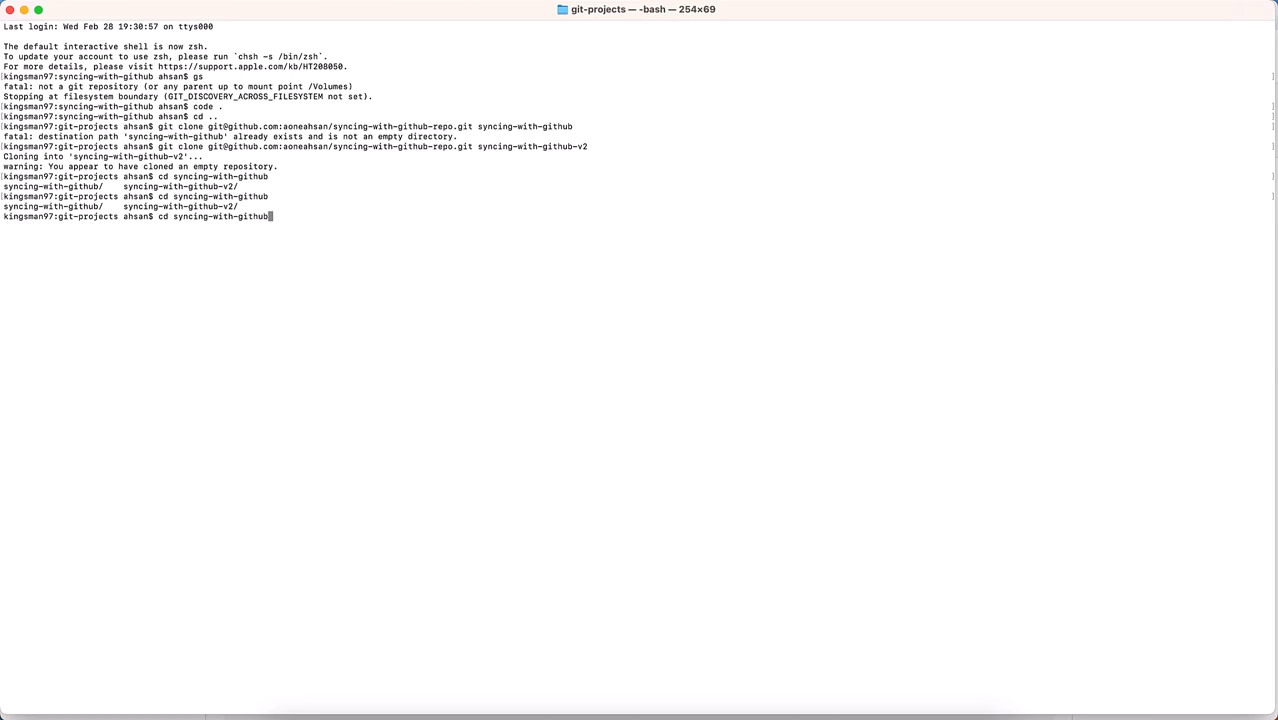 git-projects — -bash — 254×69
Last login: Wed Feb 28 19:30:57 on ttys000
The default interactive shell is now zsh.
To update your account to use zsh, please run `chsh -s /bin/zsh`.
For more details, please visit https://support.apple.com/kb/HT208050.
[kingsman97:syncing-with-github ahsan$ gs ]
fatal: not a git repository (or any parent up to mount point /Volumes)
Stopping at filesystem boundary (GIT_DISCOVERY_ACROSS_FILESYSTEM not set).
[kingsman97:syncing-with-github ahsan$ code . ]
[kingsman97:git-projects ahsan$ cd .. ]
[kingsman97:git-projects ahsan$ git clone git@github.com:aoneahsan/syncing-with-github-repo.git syncing-with-github ]
fatal: destination path 'syncing-with-github' already exists and is not an empty directory.
[kingsman97:git-projects ahsan$ git clone git@github.com:aoneahsan/syncing-with-github-repo.git syncing-with-github-v2 ]
Cloning into 'syncing-with-github-v2'...
warning: You appear to have cloned an empty repository.
[kingsman97:git-projects ahsan$ cd syncing-with-github ]
syncing-with-github/ syncing-with-github-v2/
[kingsman97:git-projects ahsan$ cd syncing-with-github ]
syncing-with-github/ syncing-with-github-v2/
kingsman97:git-projects ahsan$ cd syncing-with-github